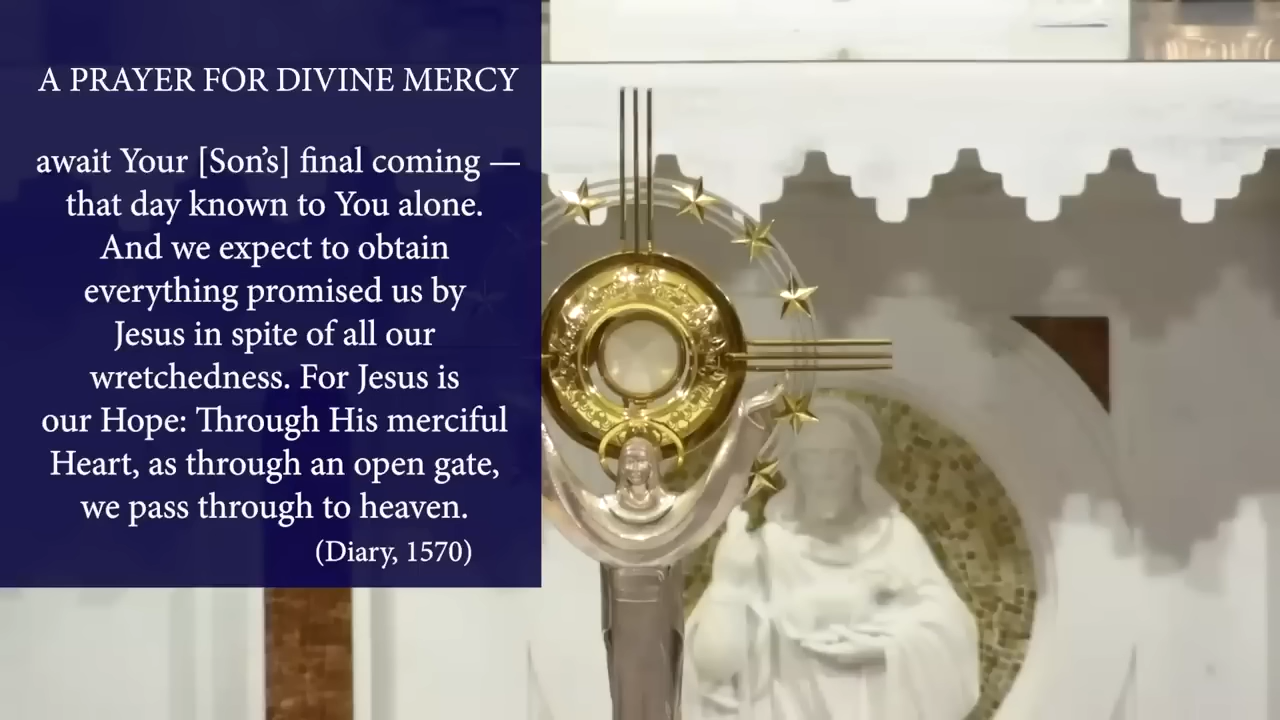 A PRAYER FOR DIVINE MERCY
await Your [Son's] final coming —
that day known to You alone.
And we expect to obtain
everything promised us by
Jesus in spite of all our
wretchedness. For Jesus is
our Hope: Through His merciful
Heart, as through an open gate,
we pass through to heaven.
(Diary, 1570)